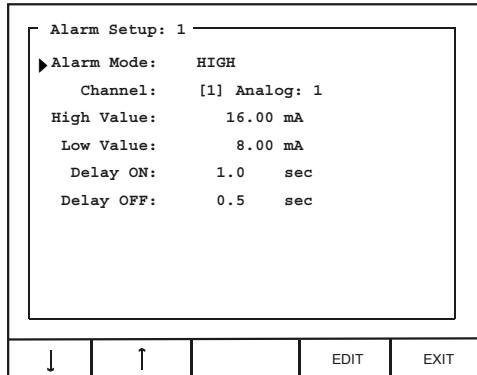 Alarm Setup: 1
Alarm Mode: HIGH
Channel: [1] Analog: 1
High Value: 16.00 mA
Low Value: 8.00 mA
Delay ON: 1.0 sec
Delay OFF: 0.5 sec
↓ ↑ EDIT EXIT